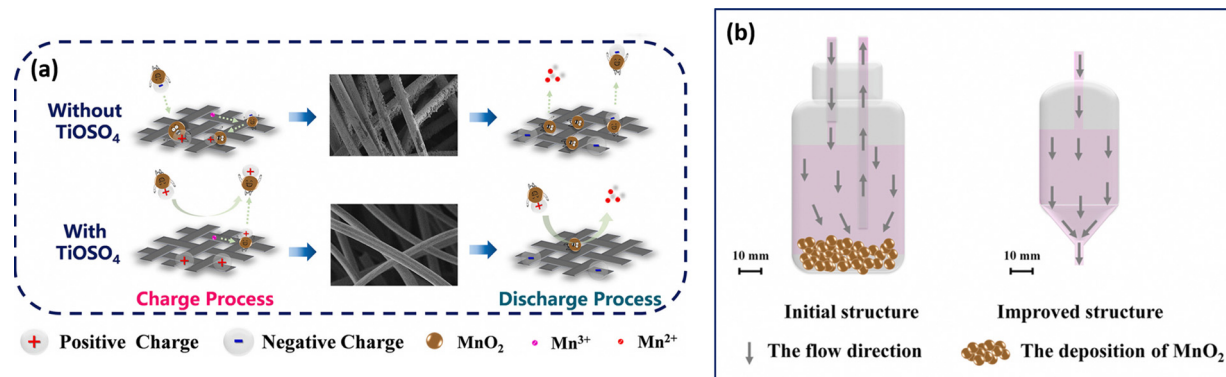 (a)
Without
TiOSO4
With
TiOSO4
Charge Process
Discharge Process
+ Positive Charge
- Negative Charge
MnO2
Mn3+
Mn2+
(b)
10 mm
10 mm
Initial structure
Improved structure
The flow direction
The deposition of MnO2